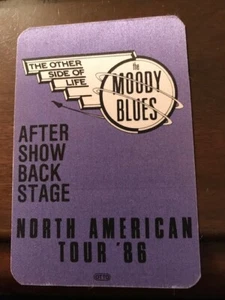 THE OTHER
SIDE OF
LIFE
the
MOODY
BLUES
AFTER
SHOW
BACK
STAGE
NORTH AMERICAN
TOUR '86